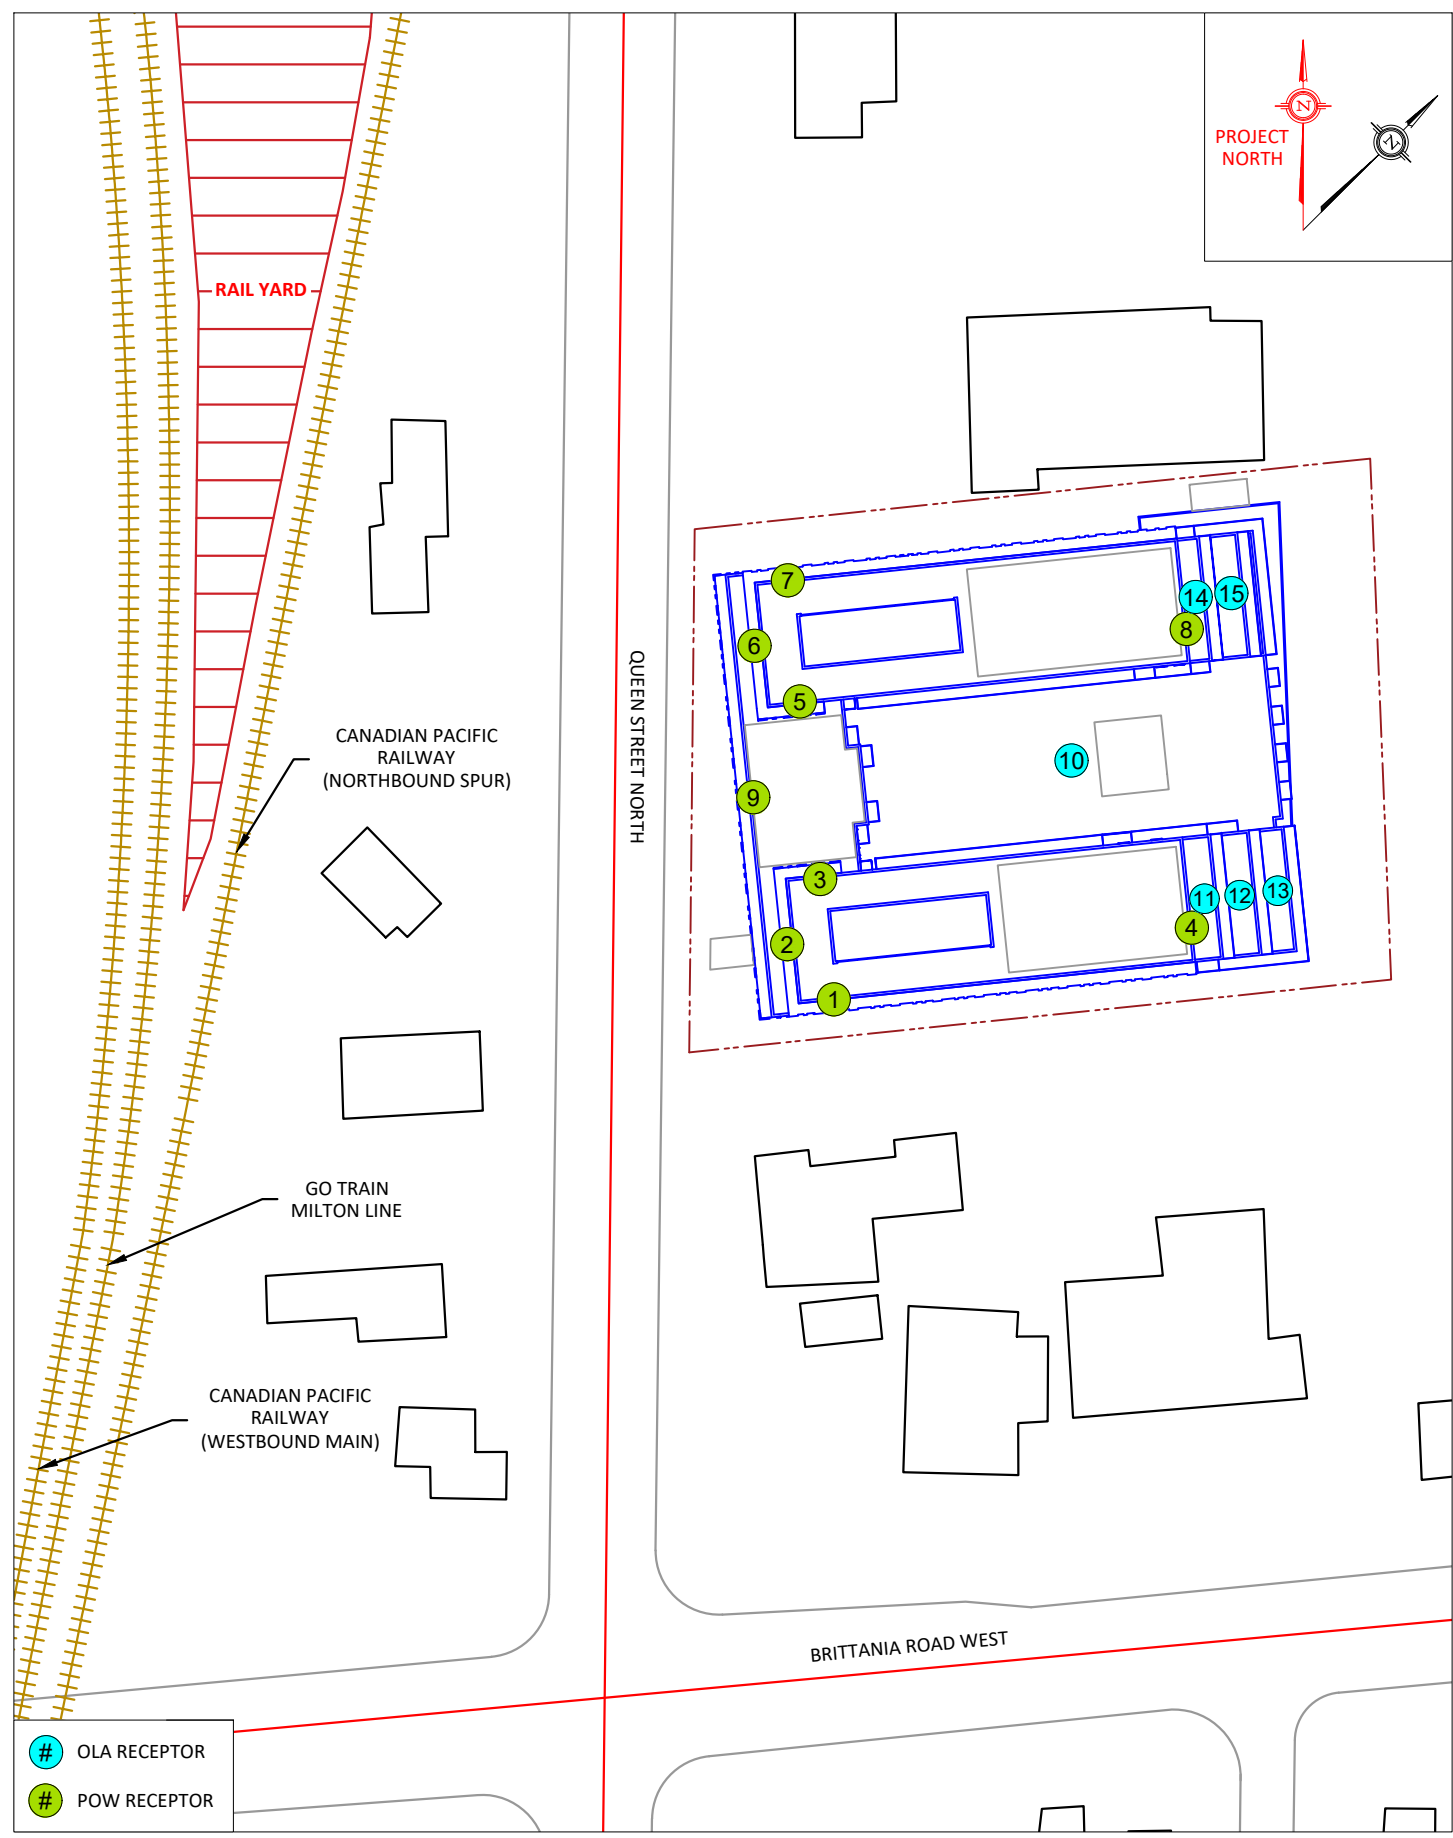 N
PROJECT
NORTH
N
RAIL YARD
7
14
15
8
6
5
QUEEN STREET NORTH
CANADIAN PACIFIC
RAILWAY
(NORTHBOUND SPUR)
10
9
3
11
12
13
4
2
1
GO TRAIN
MILTON LINE
CANADIAN PACIFIC
RAILWAY
(WESTBOUND MAIN)
BRITTANIA ROAD WEST
# OLA RECEPTOR
# POW RECEPTOR